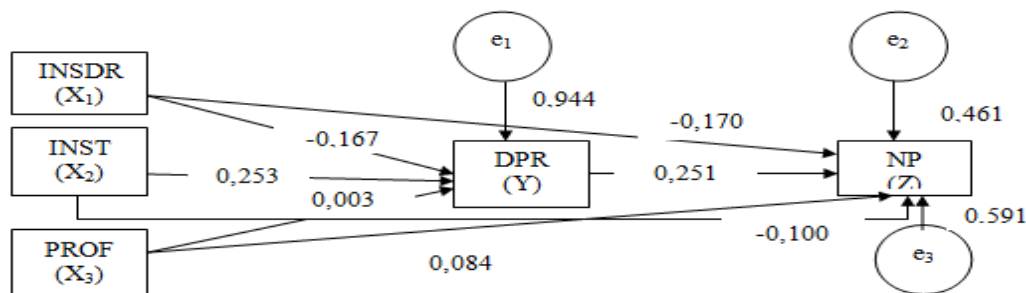 e₁
e₂
INSDR
(X₁)
0,944
0,461
-0,170
-0,167
INST
(X₂)
DPR
(Y)
NP
(Z)
0,253
0,251
0,003
0,591
-0,100
PROF
(X₃)
0,084
e₃